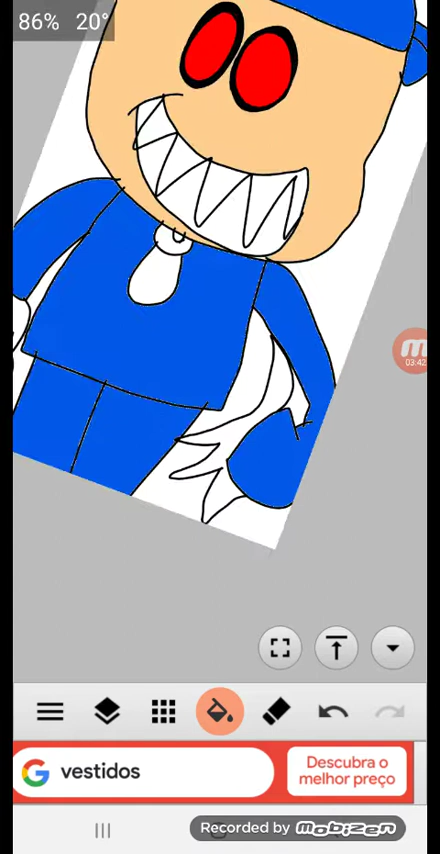 86% 20°
m
03:42
G vestidos
Descubra o
melhor preço
Recorded by mobizen